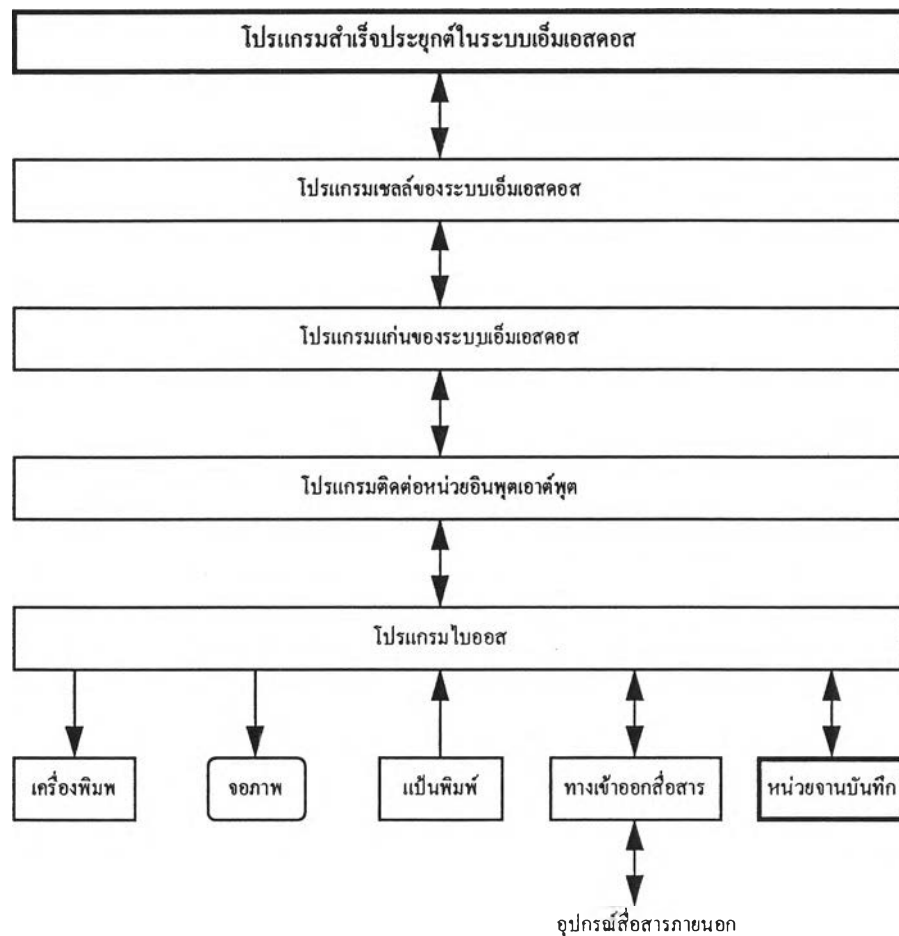 โปรแกรมสำเร็จประยุกต์ในระบบเอ็มเอสดอส
โปรแกรมเชลล์ของระบบเอ็มเอสดอส
โปรแกรมแก่นของระบบเอ็มเอสดอส
โปรแกรมติดต่อหน่วยอินพุตเอาต์พุต
โปรแกรมไบออส
เครื่องพิมพ์
จอภาพ
แป้นพิมพ์
ทางเข้าออกสื่อสาร
หน่วยจานบันทึก
อุปกรณ์สื่อสารภายนอก